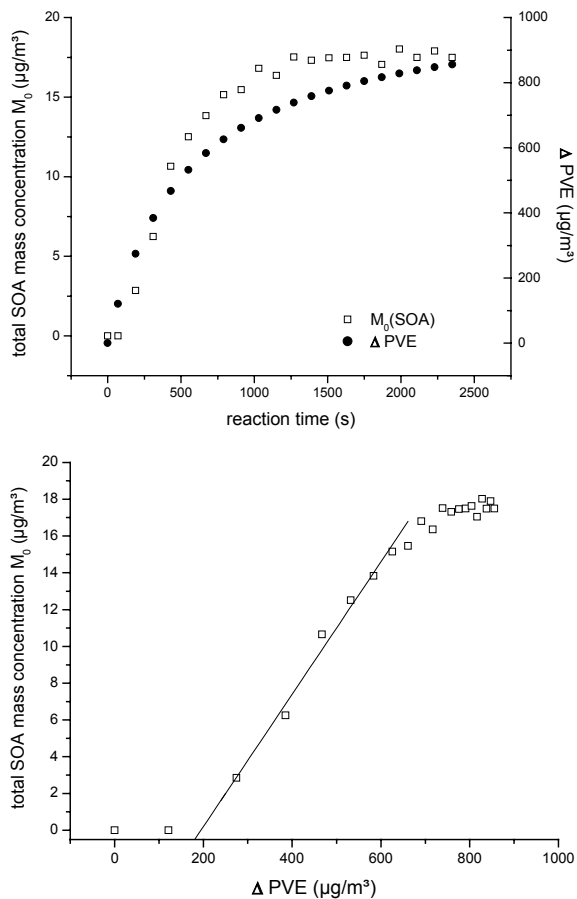 total SOA mass concentration M₀ (µg/m³)
20
15
10
5
0
1000
800
600
400
200
0
Δ PVE (µg/m³)
M₀(SOA)
Δ PVE
0 500 1000 1500 2000 2500
reaction time (s)
total SOA mass concentration M₀ (µg/m³)
20
18
16
14
12
10
8
6
4
2
0
0 200 400 600 800 1000
Δ PVE (µg/m³)